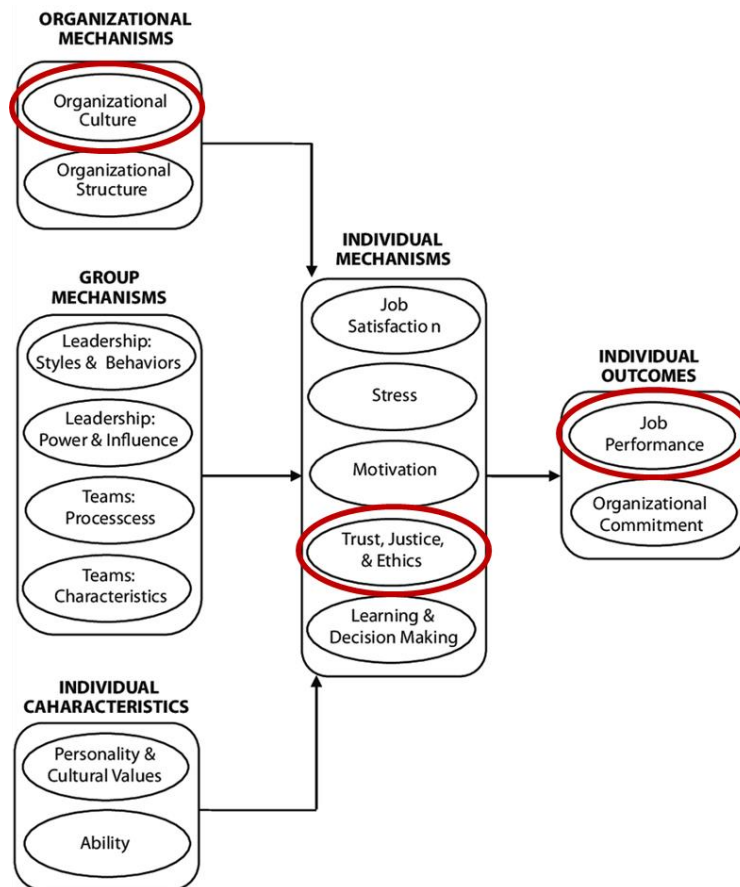 ORGANIZATIONAL
MECHANISMS
Organizational
Culture
Organizational
Structure
GROUP
MECHANISMS
Leadership:
Styles & Behaviors
Leadership:
Power & Influence
Teams:
Processcess
Teams:
Characteristics
INDIVIDUAL
CAHARACTERISTICS
Personality &
Cultural Values
Ability
INDIVIDUAL
MECHANISMS
Job
Satisfaction
Stress
Motivation
Trust, Justice,
& Ethics
Learning &
Decision Making
INDIVIDUAL
OUTCOMES
Job
Performance
Organizational
Commitment